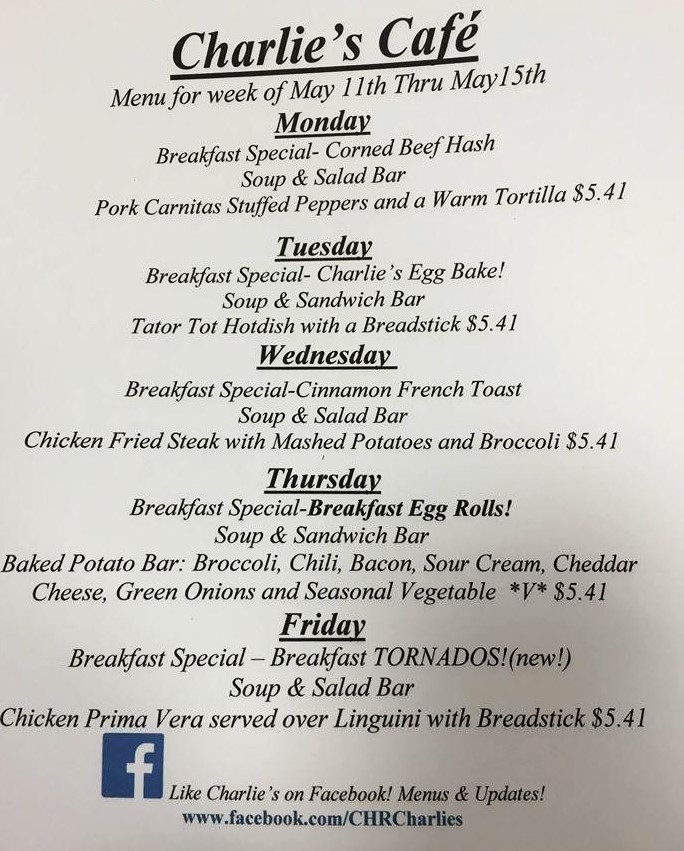 Charlie's Café
Menu for week of May 11th Thru May15th
Monday
Breakfast Special- Corned Beef Hash
Soup & Salad Bar
Pork Carnitas Stuffed Peppers and a Warm Tortilla $5.41
Tuesday
Breakfast Special- Charlie's Egg Bake!
Soup & Sandwich Bar
Tator Tot Hotdish with a Breadstick $5.41
Wednesday
Breakfast Special-Cinnamon French Toast
Soup & Salad Bar
Chicken Fried Steak with Mashed Potatoes and Broccoli $5.41
Thursday
Breakfast Special-Breakfast Egg Rolls!
Soup & Sandwich Bar
Baked Potato Bar: Broccoli, Chili, Bacon, Sour Cream, Cheddar
Cheese, Green Onions and Seasonal Vegetable *V* $5.41
Friday
Breakfast Special – Breakfast TORNADOS!(new!)
Soup & Salad Bar
Chicken Prima Vera served over Linguini with Breadstick $5.41
f
Like Charlie's on Facebook! Menus & Updates!
www.facebook.com/CHRCharlies